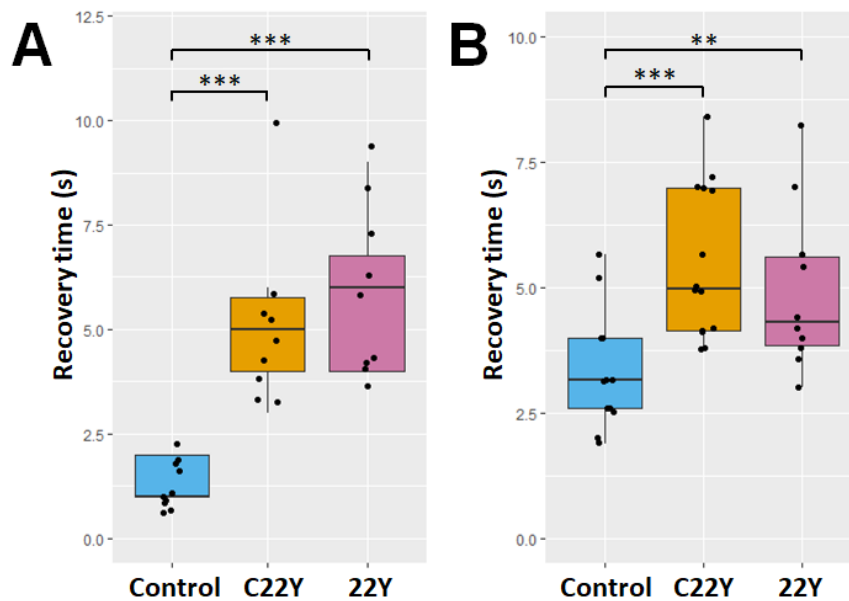 A
Recovery time (s)
12.5
10.0
7.5
5.0
2.5
0.0
***
***
Control
C22Y
22Y
B
Recovery time (s)
10.0
7.5
5.0
2.5
0.0
**
***
Control
C22Y
22Y